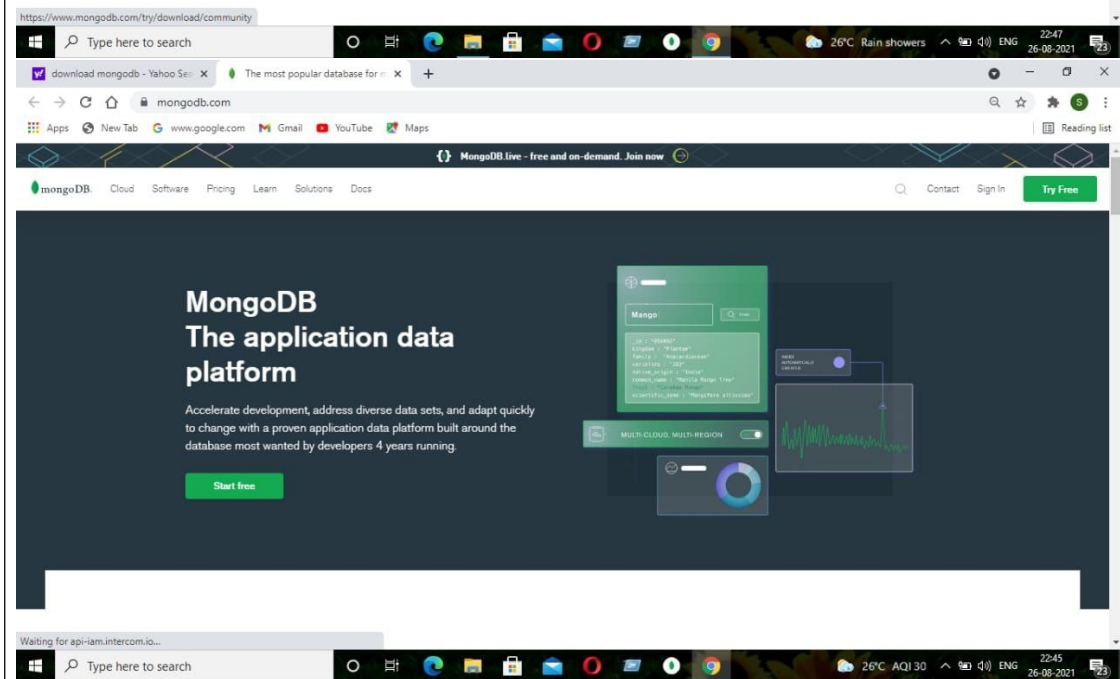 https://www.mongodb.com/try/download/community
Type here to search
26°C Rain showers
ENG
22:47
26-08-2021
23
download mongodb - Yahoo Sea
The most popular database for m
mongodb.com
S
Apps
New Tab
www.google.com
Gmail
YouTube
Maps
Reading list
MongoDB.live - free and on-demand. Join now
mongoDB.
Cloud
Software
Pricing
Learn
Solutions
Docs
Contact
Sign In
Try Free
MongoDB
The application data
platform
Accelerate development, address diverse data sets, and adapt quickly
to change with a proven application data platform built around the
database most wanted by developers 4 years running.
Start free
Mango
MULTI-CLOUD, MULTI-REGION
Waiting for api-iam.intercom.io...
Type here to search
26°C AQI 30
ENG
22:45
26-08-2021
23